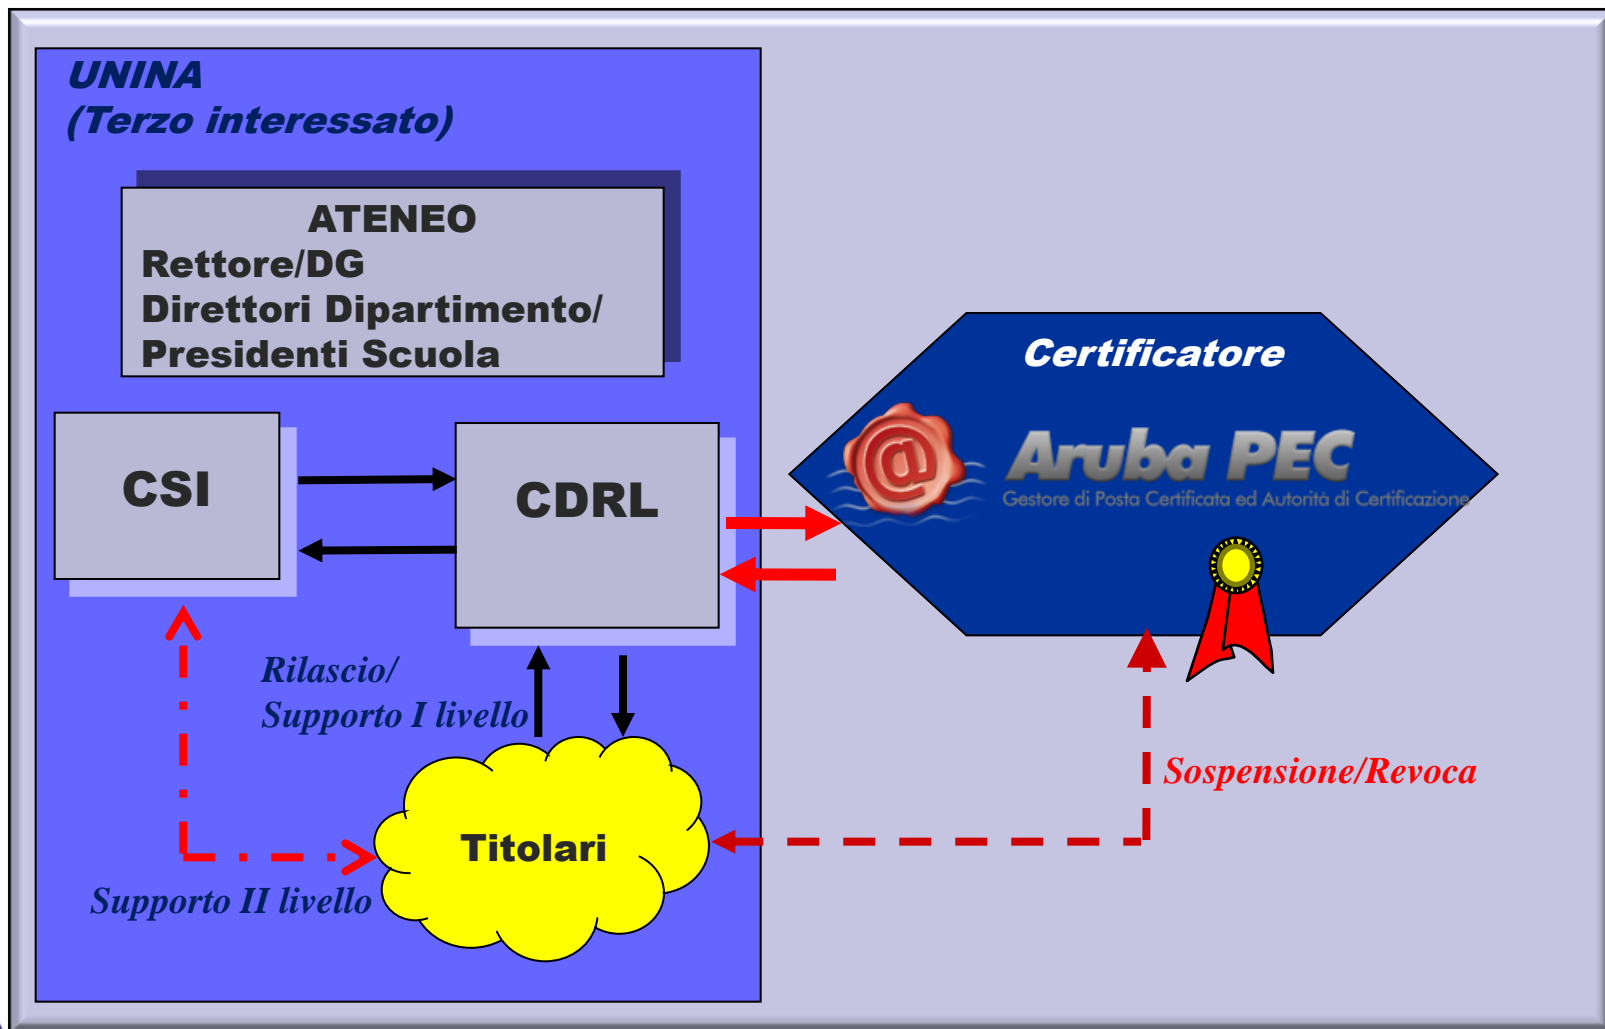 UNINA
(Terzo interessato)
ATENEO
Rettore/DG
Direttori Dipartimento/
Presidenti Scuola
Certificatore
@
Aruba PEC
Gestore di Posta Certificata ed Autorità di Certificazione
CSI
CDRL
Rilascio/
Supporto I livello
Sospensione/Revoca
Titolari
Supporto II livello